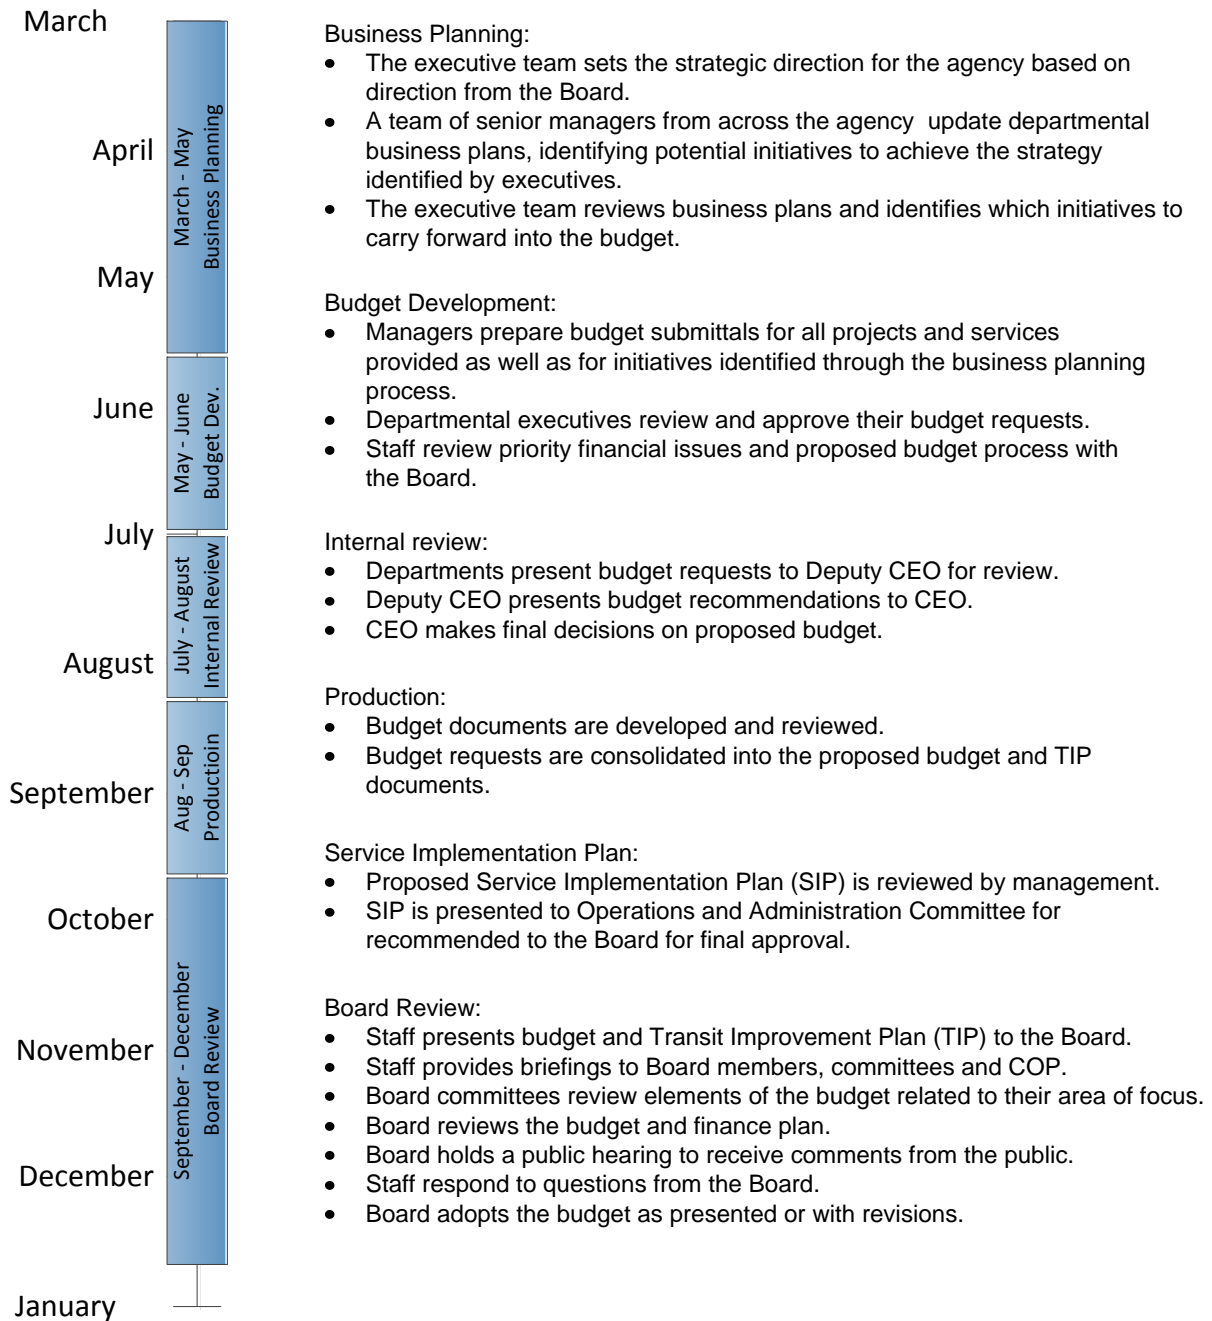 March
April
May
June
July
August
September
October
November
December
January
March - May
Business Planning
May - June
Budget Dev.
July - August
Internal Review
Aug - Sep
Productioin
September - December
Board Review
Business Planning:
• The executive team sets the strategic direction for the agency based on
direction from the Board.
• A team of senior managers from across the agency  update departmental
business plans, identifying potential initiatives to achieve the strategy
identified by executives.
• The executive team reviews business plans and identifies which initiatives to
carry forward into the budget.
Budget Development:
• Managers prepare budget submittals for all projects and services
provided as well as for initiatives identified through the business planning
process.
• Departmental executives review and approve their budget requests.
• Staff review priority financial issues and proposed budget process with
the Board.
Internal review:
• Departments present budget requests to Deputy CEO for review.
• Deputy CEO presents budget recommendations to CEO.
• CEO makes final decisions on proposed budget.
Production:
• Budget documents are developed and reviewed.
• Budget requests are consolidated into the proposed budget and TIP
documents.
Service Implementation Plan:
• Proposed Service Implementation Plan (SIP) is reviewed by management.
• SIP is presented to Operations and Administration Committee for
recommended to the Board for final approval.
Board Review:
• Staff presents budget and Transit Improvement Plan (TIP) to the Board.
• Staff provides briefings to Board members, committees and COP.
• Board committees review elements of the budget related to their area of focus.
• Board reviews the budget and finance plan.
• Board holds a public hearing to receive comments from the public.
• Staff respond to questions from the Board.
• Board adopts the budget as presented or with revisions.